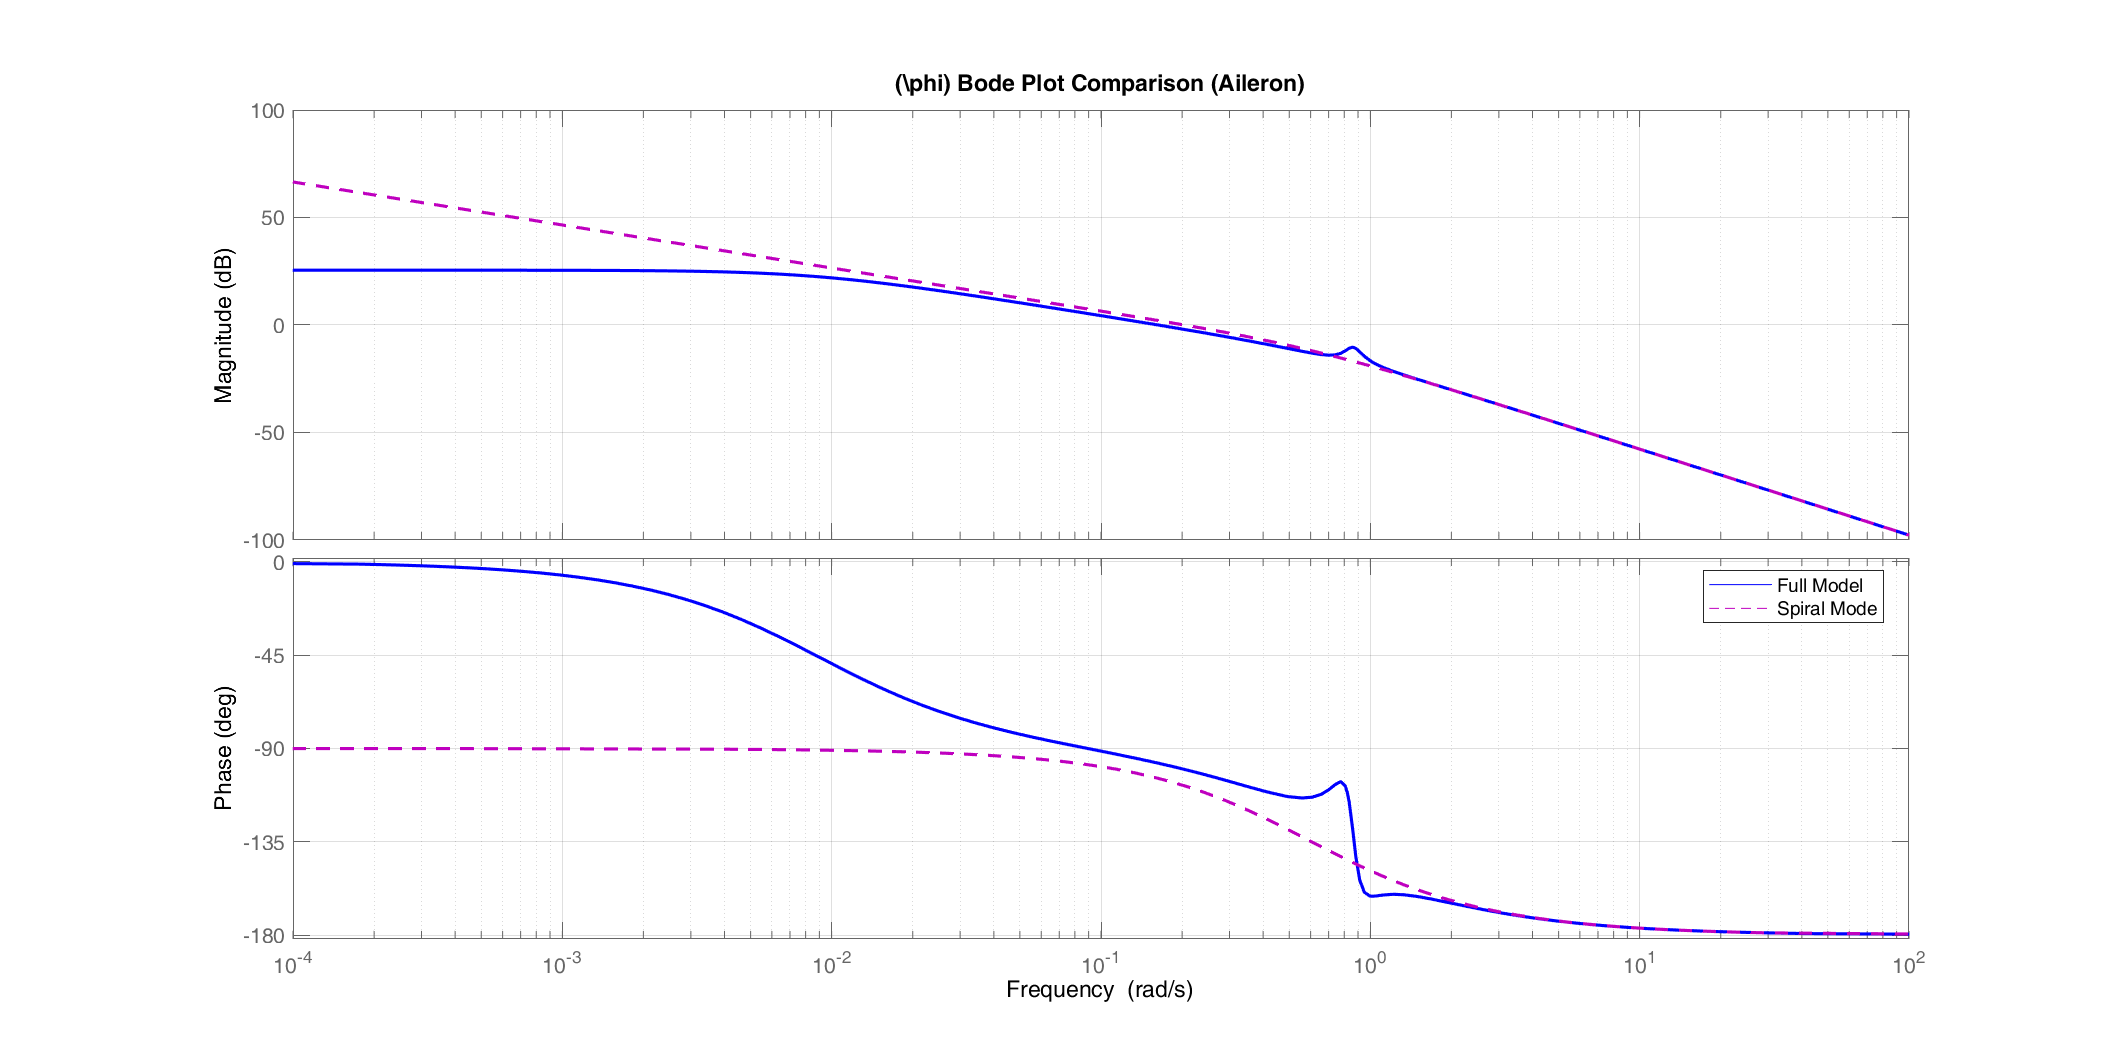 (\phi) Bode Plot Comparison (Aileron)
100
50
0
-50
-100
Magnitude (dB)
0
-45
-90
-135
-180
Phase (deg)
Full Model
Spiral Mode
10^-4
10^-3
10^-2
10^-1
10^0
10^1
10^2
Frequency (rad/s)